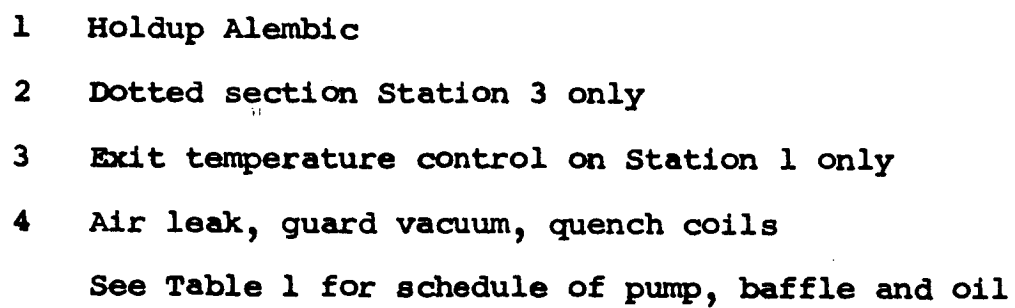 1 Holdup Alembic
2 Dotted section Station 3 only
3 Exit temperature control on Station 1 only
4 Air leak, guard vacuum, quench coils
See Table 1 for schedule of pump, baffle and oil